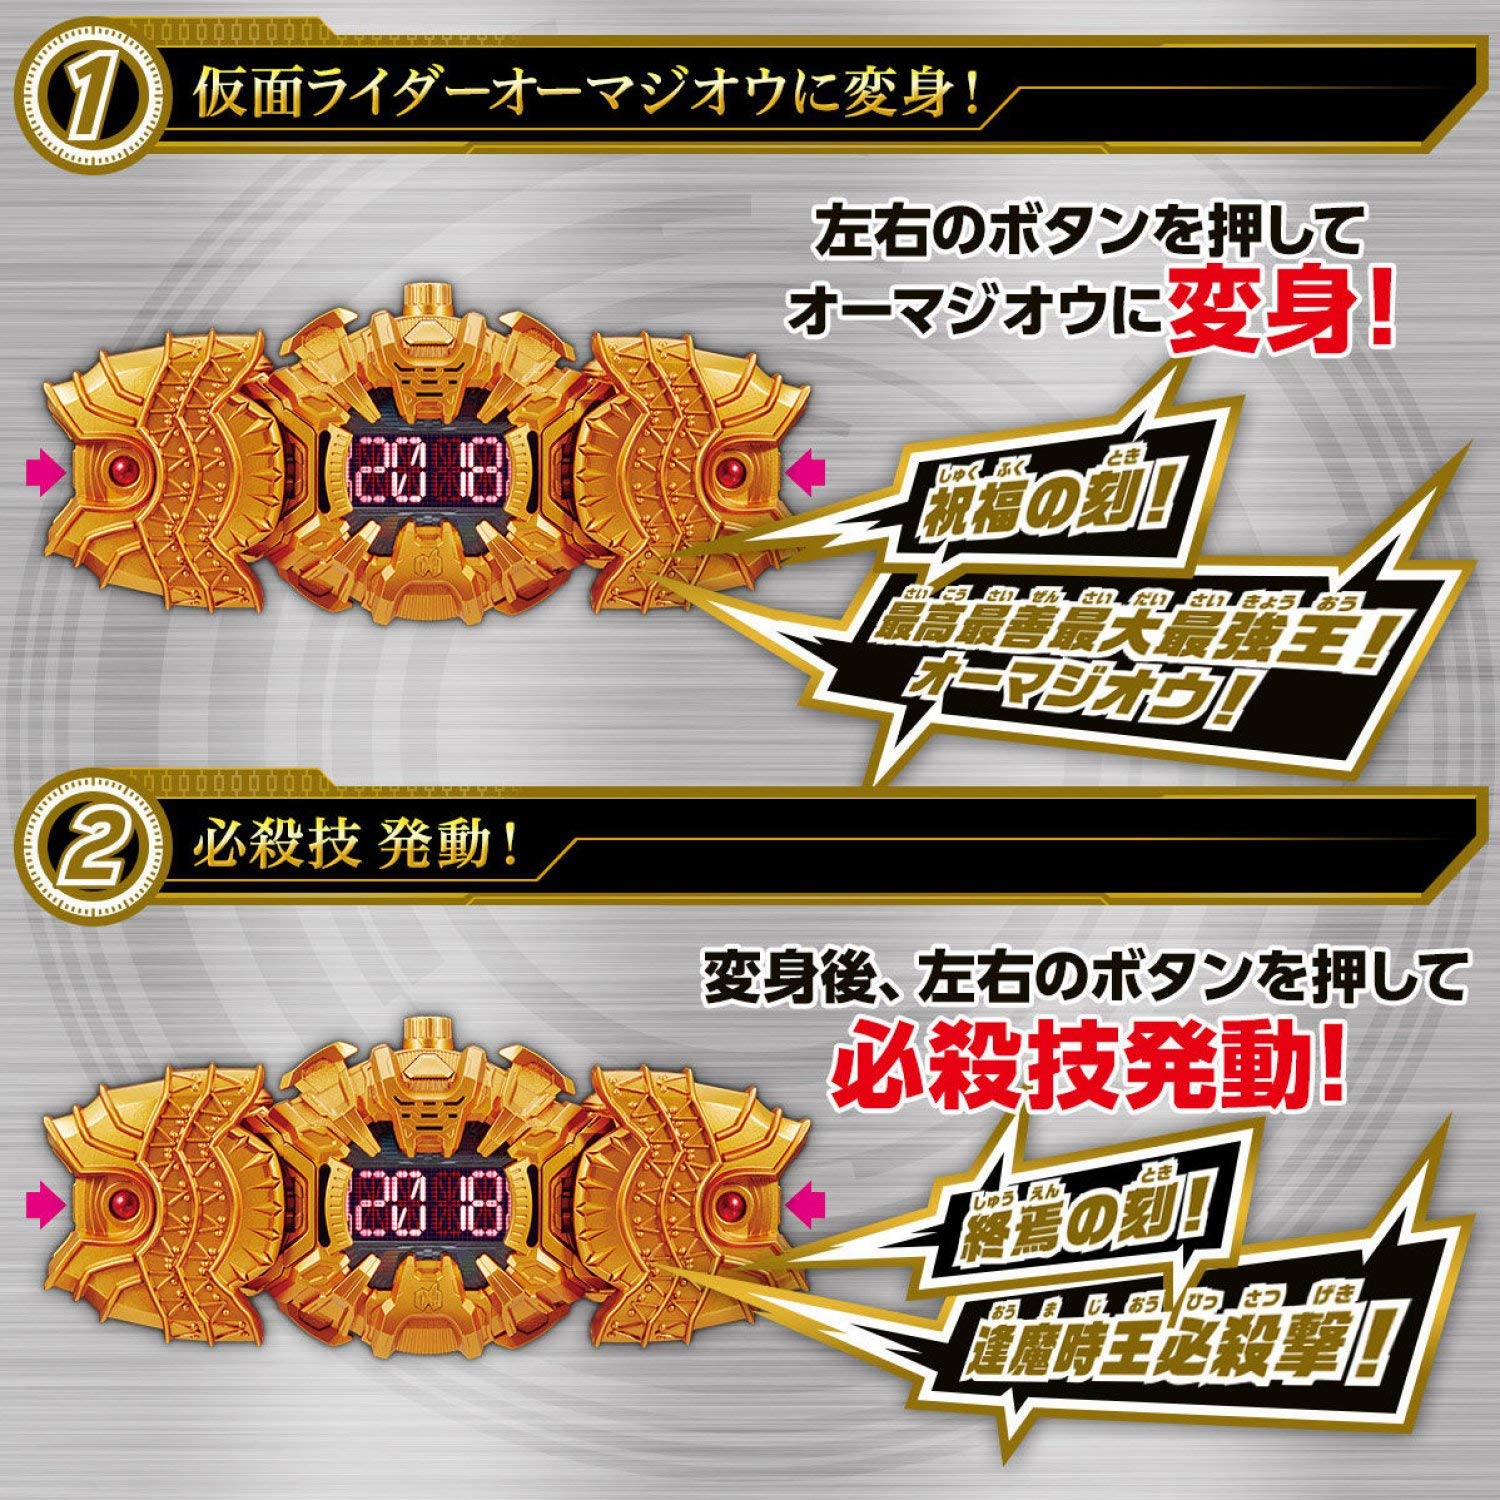 1 仮面ライダーオーマジオウに変身！
左右のボタンを押して
オーマジオウに変身！
2018
しゅく ふく とき
祝福の刻！
さい こう さい ぜん さい だい さい きょう おう
最高最善最大最強王！
オーマジオウ！
2 必殺技 発動！
変身後、左右のボタンを押して
必殺技発動！
2018
しゅう えん とき
終焉の刻！
おう ま じ おう ひっ さつ げき
逢魔時王必殺撃！